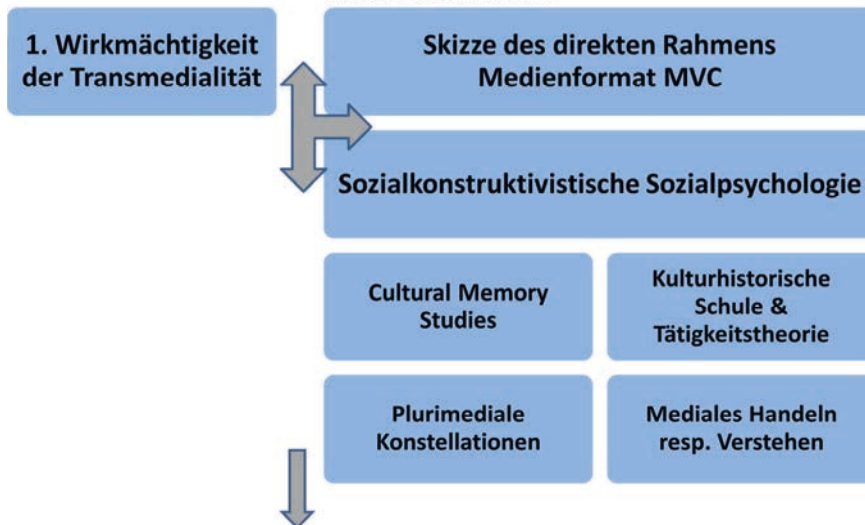 1. Wirkmächtigkeit
der Transmedialität
Skizze des direkten Rahmens
Medienformat MVC
Sozialkonstruktivistische Sozialpsychologie
Cultural Memory
Studies
Kulturhistorische
Schule &
Tätigkeitstheorie
Plurimediale
Konstellationen
Mediales Handeln
resp. Verstehen